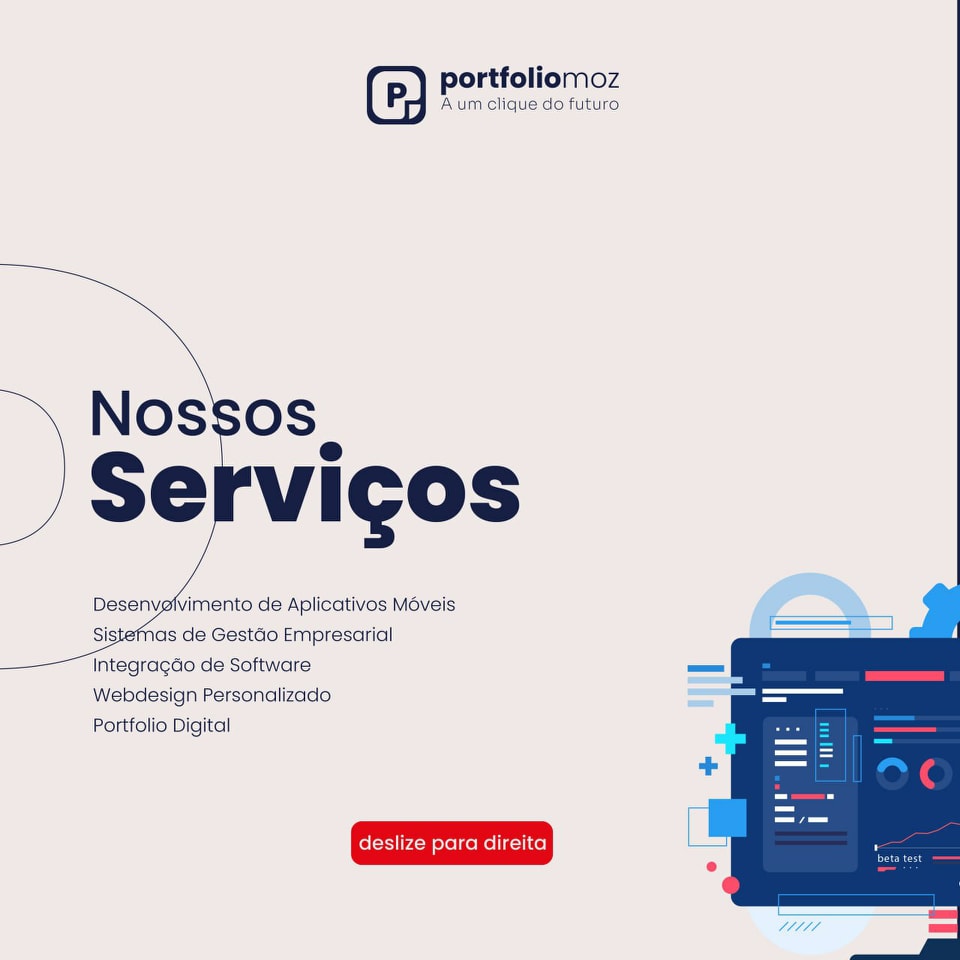 P
portfoliomoz
A um clique do futuro
Nossos
Serviços
Desenvolvimento de Aplicativos Móveis
Sistemas de Gestão Empresarial
Integração de Software
Webdesign Personalizado
Portfolio Digital
deslize para direita
beta test